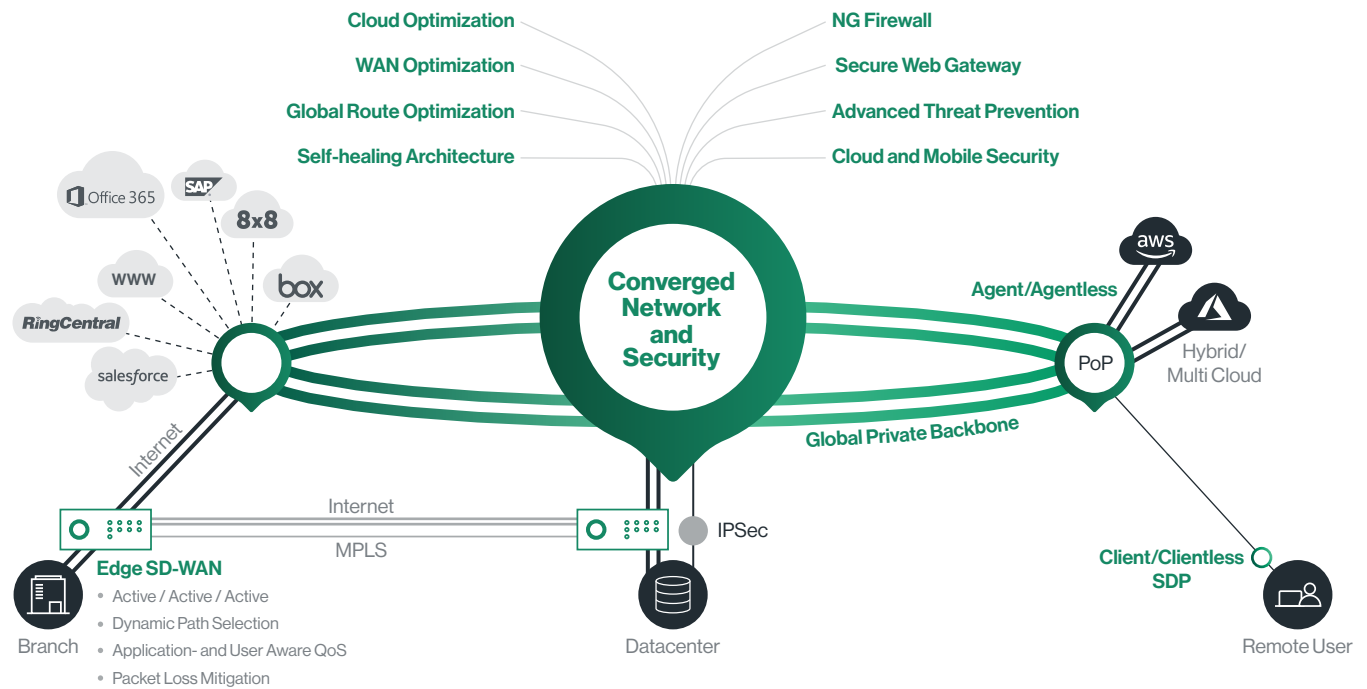 Cloud Optimization
WAN Optimization
Global Route Optimization
Self-healing Architecture
NG Firewall
Secure Web Gateway
Advanced Threat Prevention
Cloud and Mobile Security
Office 365
SAP
8x8
www
box
RingCentral
salesforce
Converged
Network
and
Security
aws
Agent/Agentless
PoP
Hybrid/
Multi Cloud
Global Private Backbone
Internet
Internet
MPLS
IPSec
Edge SD-WAN
• Active / Active / Active
• Dynamic Path Selection
• Application- and User Aware QoS
• Packet Loss Mitigation
Branch
Datacenter
Client/Clientless
SDP
Remote User